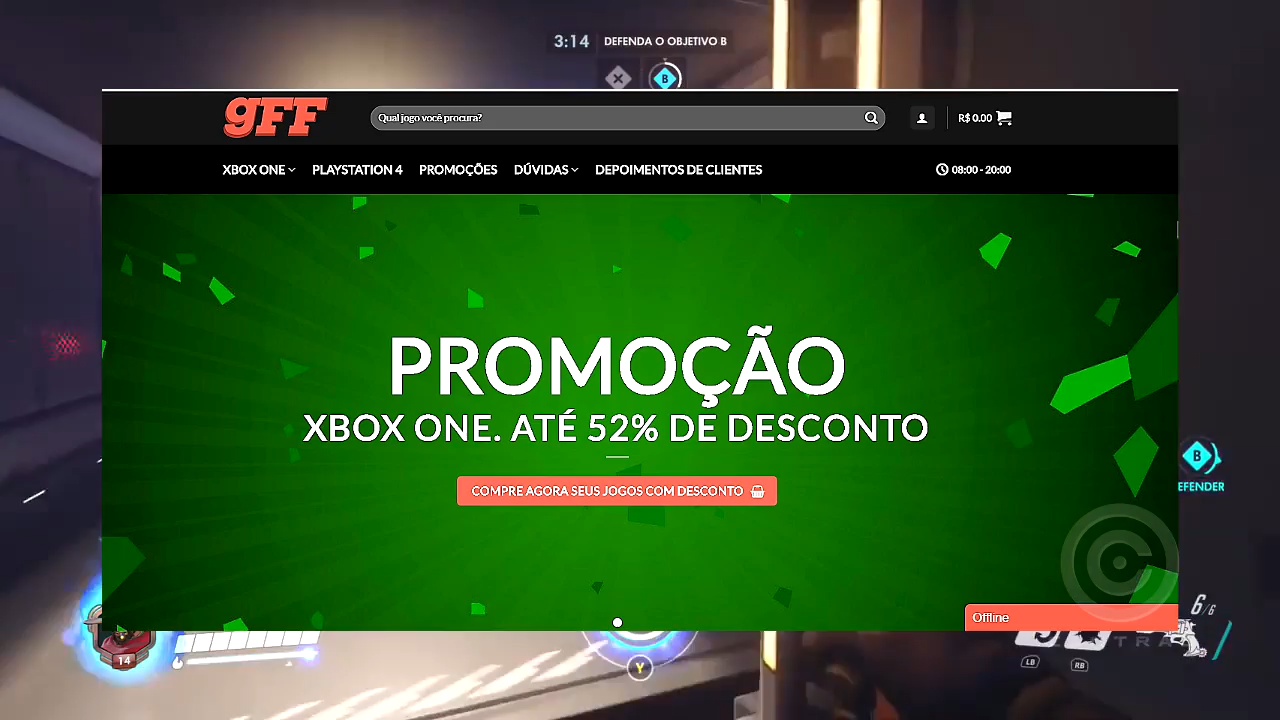 3:14 DEFENDA O OBJETIVO B
B
gFF
Qual jogo você procura?
R$ 0.00
XBOX ONE
PLAYSTATION 4
PROMOÇÕES
DÚVIDAS
DEPOIMENTOS DE CLIENTES
08:00 - 20:00
PROMOÇÃO
XBOX ONE. ATÉ 52% DE DESCONTO
COMPRE AGORA SEUS JOGOS COM DESCONTO
B
EFENDER
Offline
6/6
14
Y
LB
RB